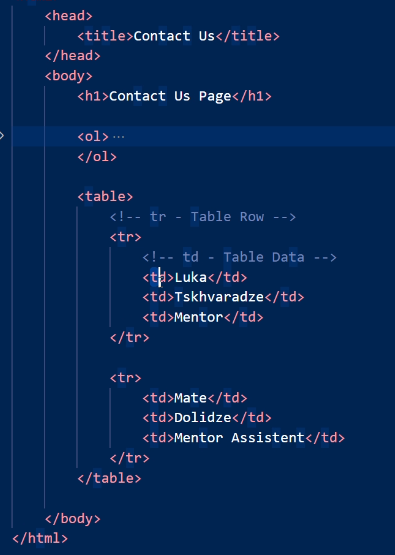 <head>
<title>Contact Us</title>
</head>
<body>
<h1>Contact Us Page</h1>
<ol>···
</ol>
<table>
<!-- tr - Table Row -->
<tr>
<!-- td - Table Data -->
<td>Luka</td>
<td>Tskhvaradze</td>
<td>Mentor</td>
</tr>
<tr>
<td>Mate</td>
<td>Dolidze</td>
<td>Mentor Assistent</td>
</tr>
</table>
</body>
</html>